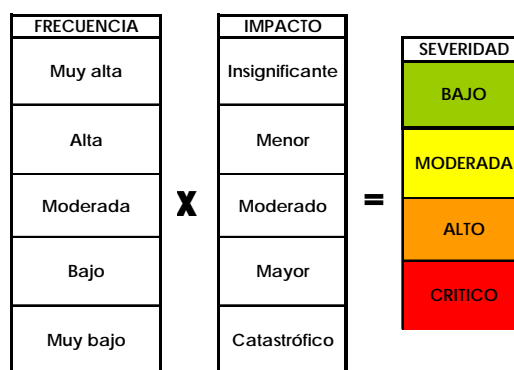 FRECUENCIA
Muy alta
Alta
Moderada
Bajo
Muy bajo
X
IMPACTO
Insignificante
Menor
Moderado
Mayor
Catastrófico
=
SEVERIDAD
BAJO
MODERADA
ALTO
CRITICO